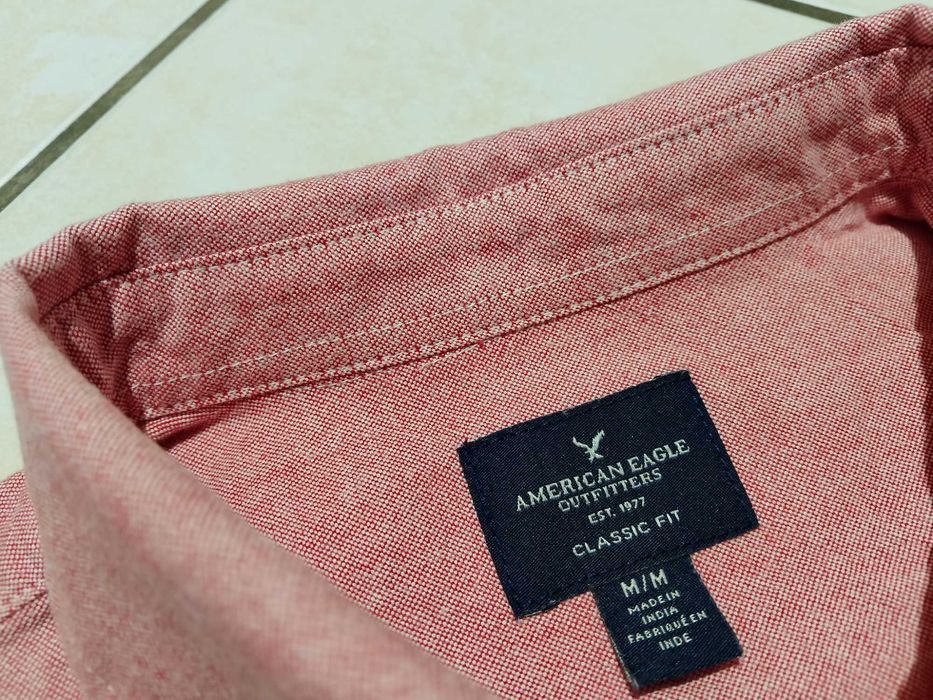 AMERICAN EAGLE
OUTFITTERS
EST. 1977
CLASSIC FIT
M/M
MADE IN
INDIA
FABRIQUÉ EN
INDE